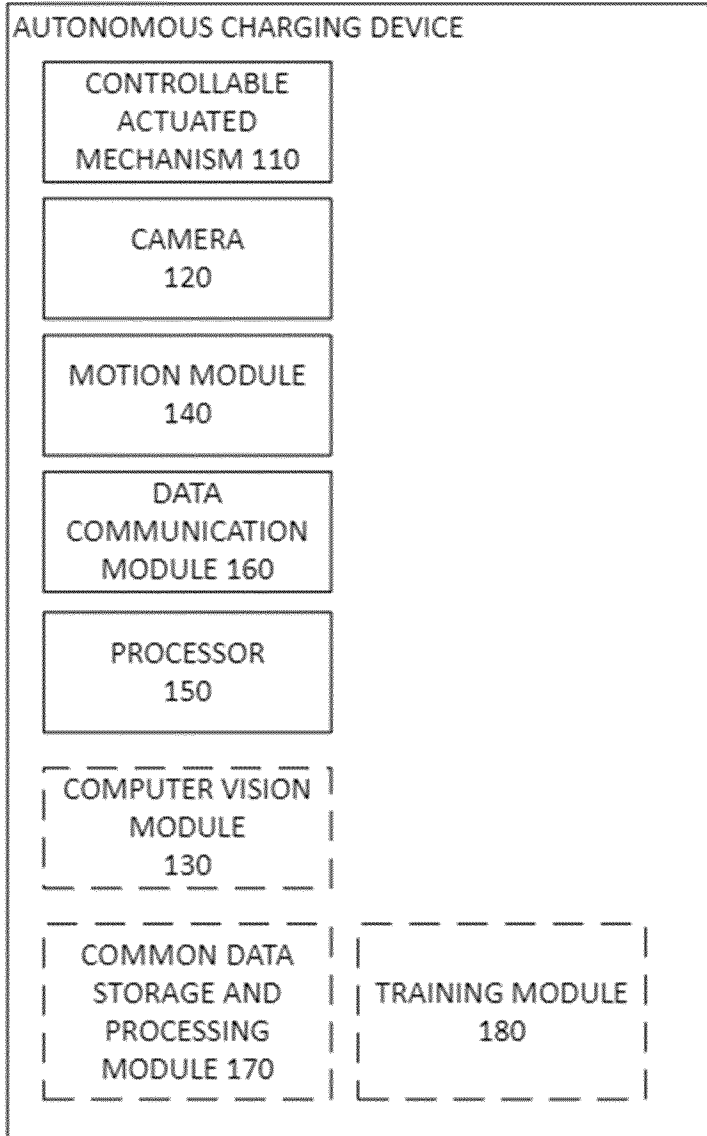 AUTONOMOUS CHARGING DEVICE
CONTROLLABLE
ACTUATED
MECHANISM 110
CAMERA
120
MOTION MODULE
140
DATA
COMMUNICATION
MODULE 160
PROCESSOR
150
COMPUTER VISION
MODULE
130
COMMON DATA
STORAGE AND
PROCESSING
MODULE 170
TRAINING MODULE
180